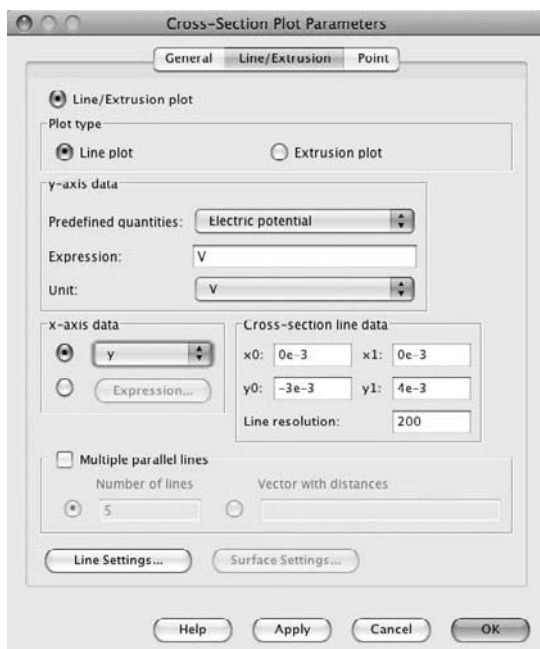 Cross-Section Plot Parameters
General Line/Extrusion Point
Line/Extrusion plot
Plot type
Line plot Extrusion plot
y-axis data
Predefined quantities: Electric potential
Expression: V
Unit: V
x-axis data
y
Expression...
Cross-section line data
x0: 0e-3 x1: 0e-3
y0: -3e-3 y1: 4e-3
Line resolution: 200
Multiple parallel lines
Number of lines Vector with distances
5
Line Settings... Surface Settings...
Help Apply Cancel OK